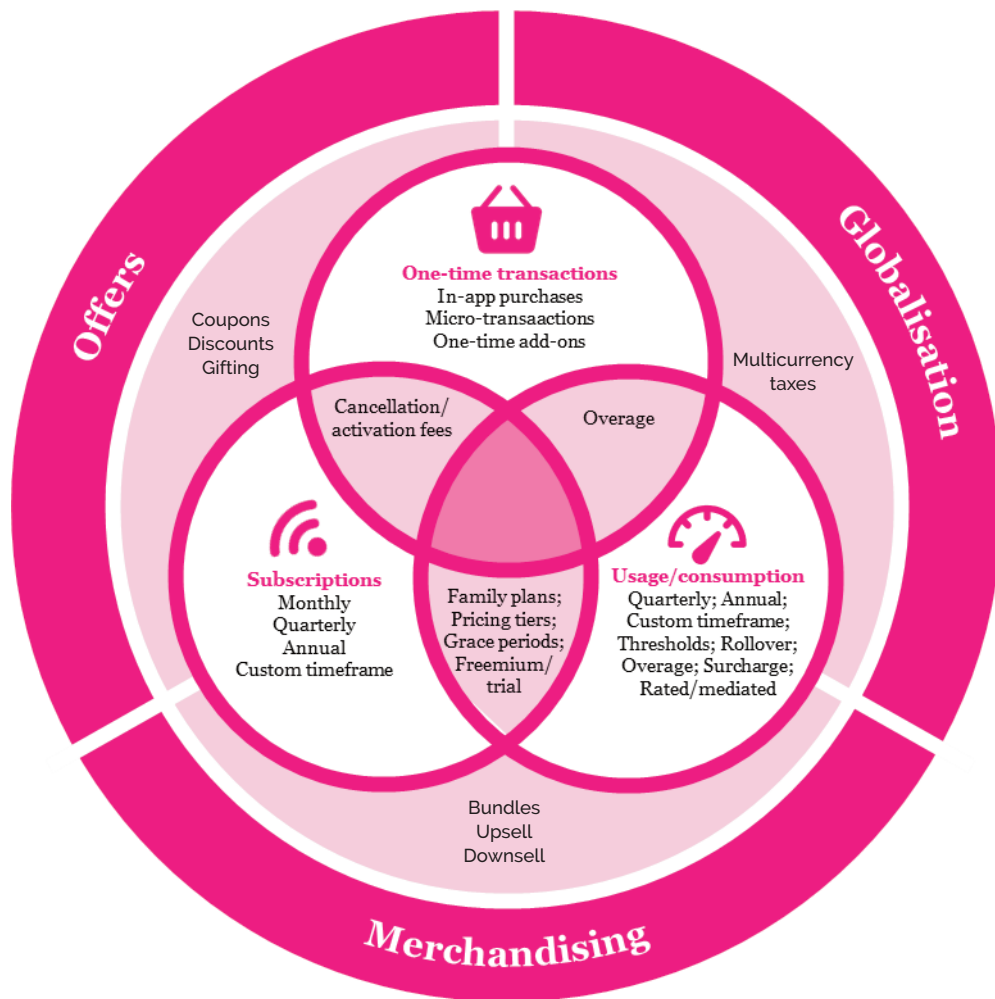 Offers
Globalisation
One-time transactions
In-app purchases
Micro-transaactions
One-time add-ons
Coupons
Discounts
Gifting
Multicurrency
taxes
Cancellation/
activation fees
Overage
Subscriptions
Monthly
Quarterly
Annual
Custom timeframe
Family plans;
Pricing tiers;
Grace periods;
Freemium/
trial
Usage/consumption
Quarterly; Annual;
Custom timeframe;
Thresholds; Rollover;
Overage; Surcharge;
Rated/mediated
Bundles
Upsell
Downsell
Merchandising